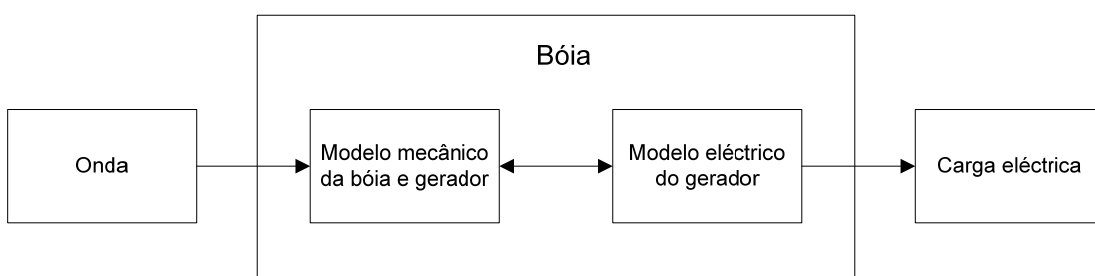 Bóia
Onda
Modelo mecânico
da bóia e gerador
Modelo eléctrico
do gerador
Carga eléctrica